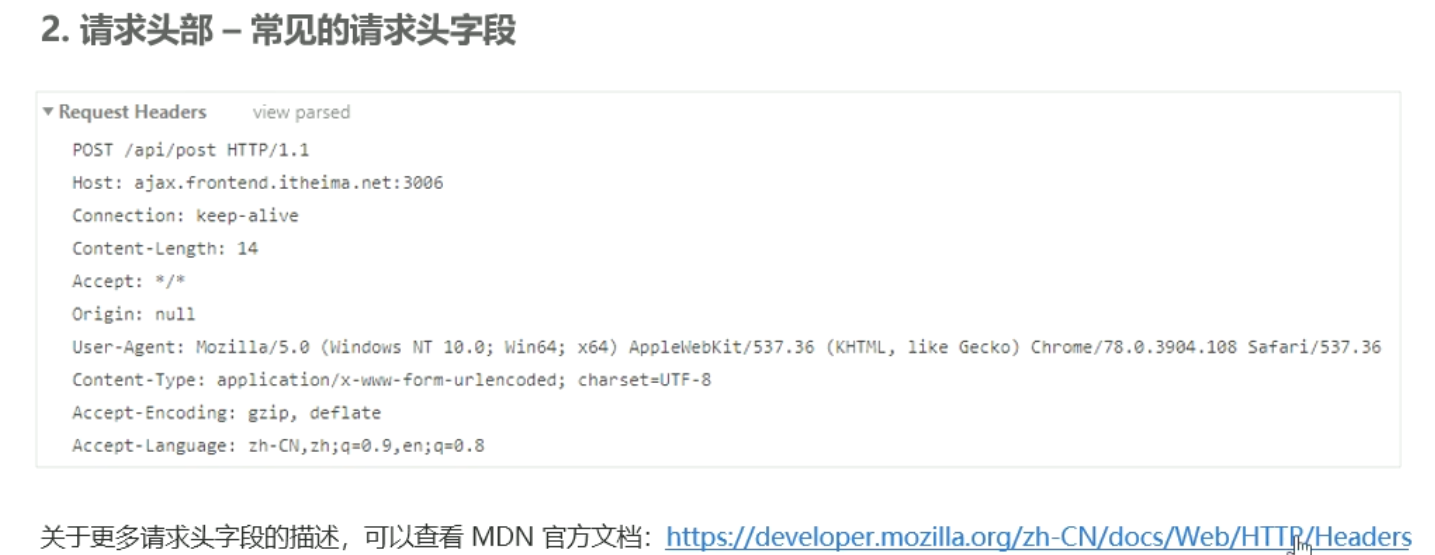 2. 请求头部 – 常见的请求头字段
▼ Request Headers view parsed
POST /api/post HTTP/1.1
Host: ajax.frontend.itheima.net:3006
Connection: keep-alive
Content-Length: 14
Accept: */*
Origin: null
User-Agent: Mozilla/5.0 (Windows NT 10.0; Win64; x64) AppleWebKit/537.36 (KHTML, like Gecko) Chrome/78.0.3904.108 Safari/537.36
Content-Type: application/x-www-form-urlencoded; charset=UTF-8
Accept-Encoding: gzip, deflate
Accept-Language: zh-CN,zh;q=0.9,en;q=0.8
关于更多请求头字段的描述，可以查看 MDN 官方文档：https://developer.mozilla.org/zh-CN/docs/Web/HTTP/Headers